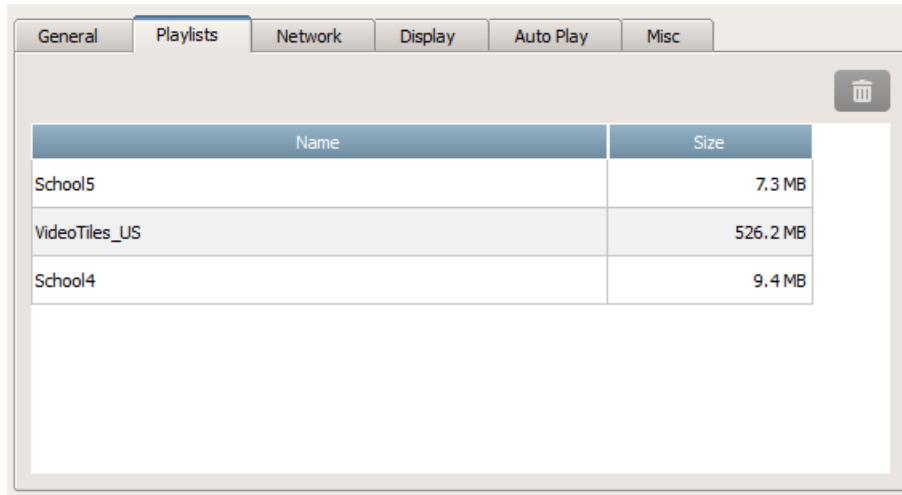 General Playlists Network Display Auto Play Misc
Name Size
School5 7.3 MB
VideoTiles_US 526.2 MB
School4 9.4 MB